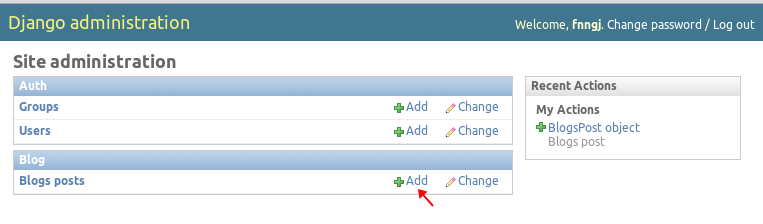 Django administration
Welcome, fnngj. Change password / Log out
Site administration
Auth
Groups Add Change
Users Add Change
Blog
Blogs posts Add Change
Recent Actions
My Actions
BlogsPost object
Blogs post